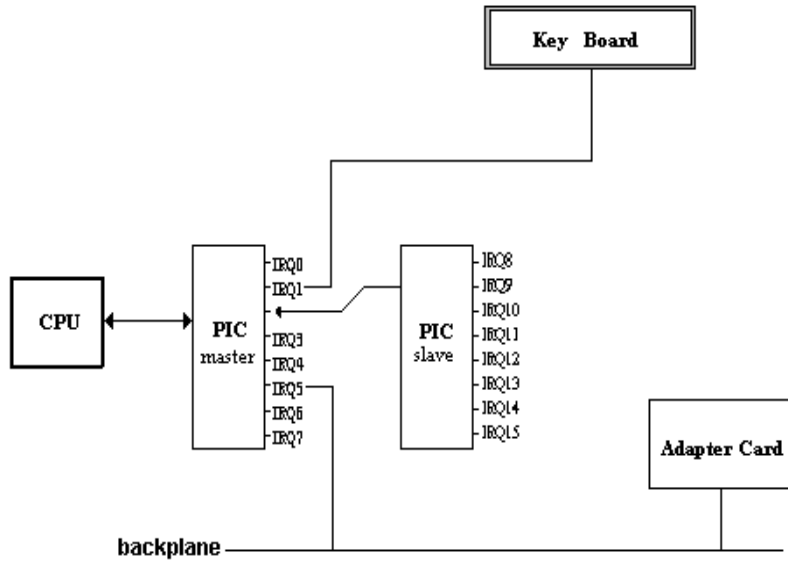 Key Board
IRQ0
IRQ1
IRQ3
IRQ4
IRQ5
IRQ6
IRQ7
PIC
master
CPU
IRQ8
IRQ9
IRQ10
IRQ11
IRQ12
IRQ13
IRQ14
IRQ15
PIC
slave
Adapter Card
backplane